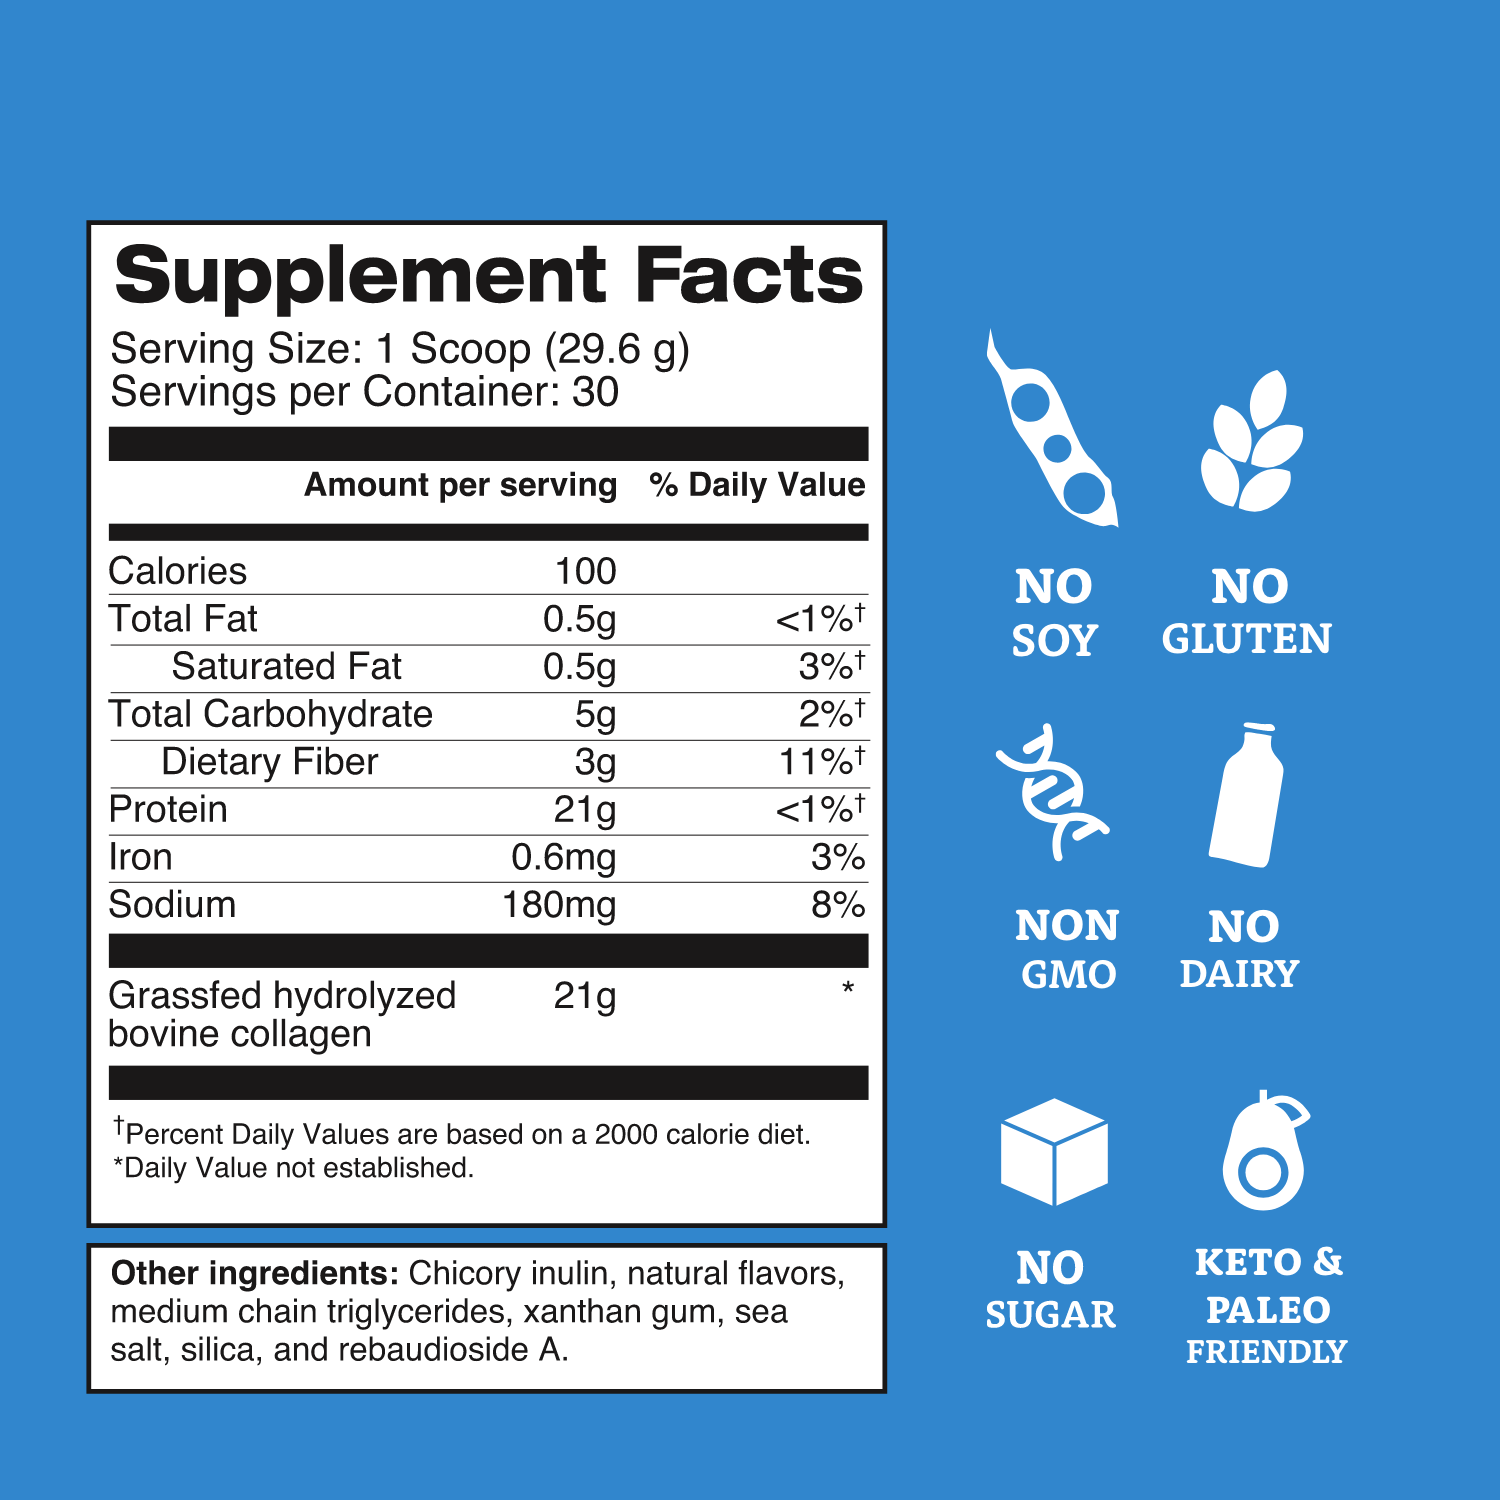 Supplement Facts
Serving Size: 1 Scoop (29.6 g)
Servings per Container: 30
Amount per serving % Daily Value
Calories 100
Total Fat 0.5g <1%†
Saturated Fat 0.5g 3%†
Total Carbohydrate 5g 2%†
Dietary Fiber 3g 11%†
Protein 21g <1%†
Iron 0.6mg 3%
Sodium 180mg 8%
Grassfed hydrolyzed 21g *
bovine collagen
†Percent Daily Values are based on a 2000 calorie diet.
*Daily Value not established.
Other ingredients: Chicory inulin, natural flavors,
medium chain triglycerides, xanthan gum, sea
salt, silica, and rebaudioside A.
NO
SOY
NO
GLUTEN
NON
GMO
NO
DAIRY
NO
SUGAR
KETO &
PALEO
FRIENDLY